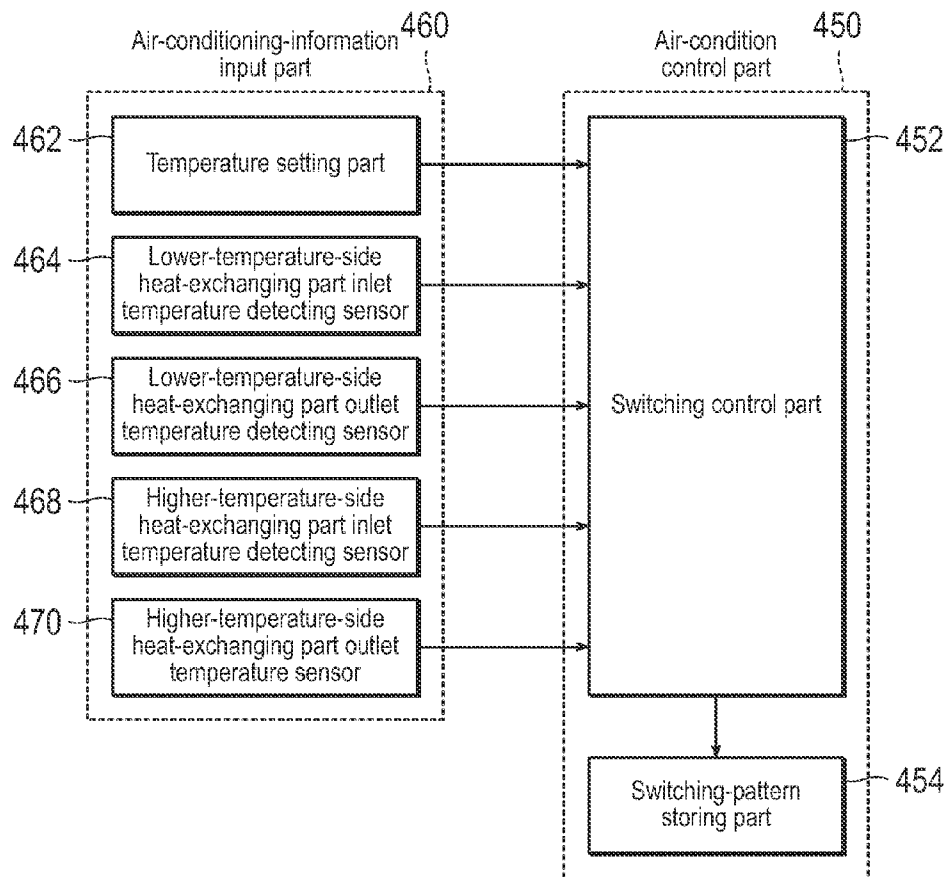 Air-conditioning-information
input part
460
Air-condition
control part
450
462
Temperature setting part
464
Lower-temperature-side
heat-exchanging part inlet
temperature detecting sensor
466
Lower-temperature-side
heat-exchanging part outlet
temperature detecting sensor
468
Higher-temperature-side
heat-exchanging part inlet
temperature detecting sensor
470
Higher-temperature-side
heat-exchanging part outlet
temperature sensor
452
Switching control part
454
Switching-pattern
storing part